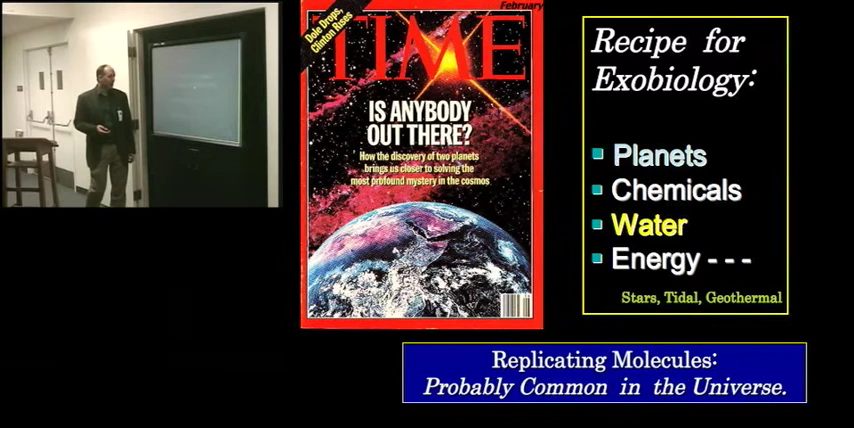 February
Dole Drops,
Clinton Rises
TIME
IS ANYBODY
OUT THERE?
How the discovery of two planets
brings us closer to solving the
most profound mystery in the cosmos
Recipe for
Exobiology:
Planets
Chemicals
Water
Energy - - -
Stars, Tidal, Geothermal
Replicating Molecules:
Probably Common in the Universe.